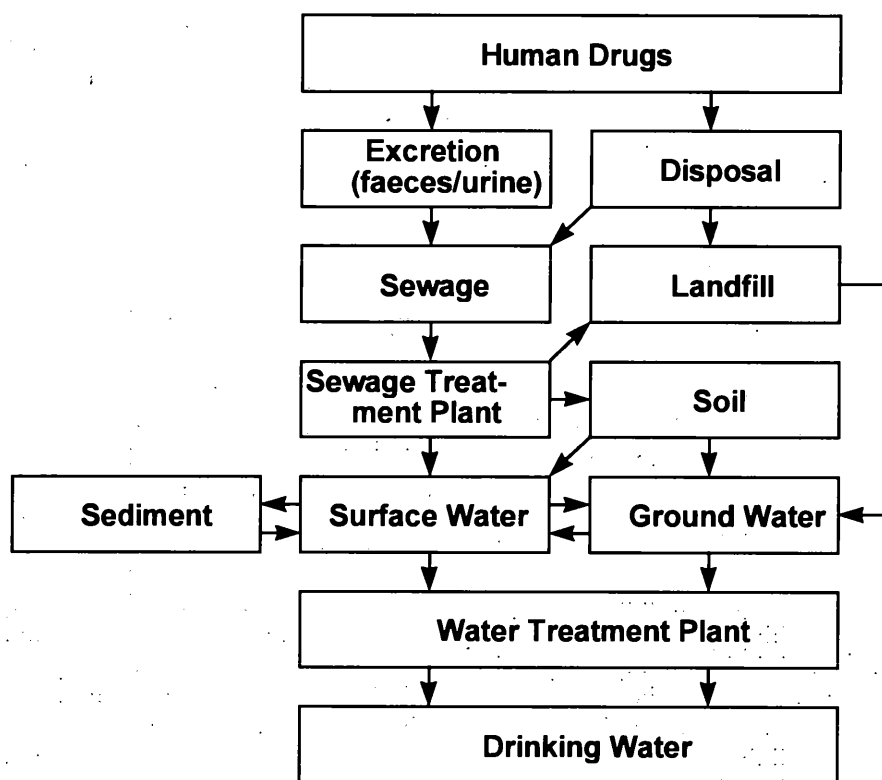 Human Drugs
Excretion
(faeces/urine)
Disposal
Sewage
Landfill
Sewage Treat-
ment Plant
Soil
Sediment
Surface Water
Ground Water
Water Treatment Plant
Drinking Water